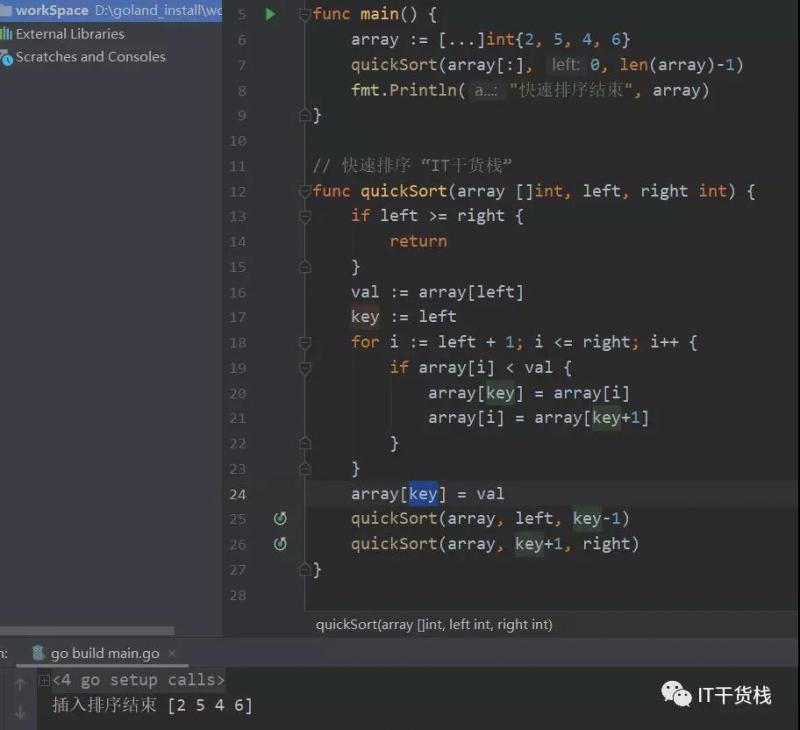 workSpace D:\goland_install\wo
External Libraries
Scratches and Consoles
5 func main() {
6 array := [...]int{2, 5, 4, 6}
7 quickSort(array[:], left: 0, len(array)-1)
8 fmt.Println( a...: "快速排序结束", array)
9 }
10
11 // 快速排序 “IT干货栈”
12 func quickSort(array []int, left, right int) {
13 if left >= right {
14 return
15 }
16 val := array[left]
17 key := left
18 for i := left + 1; i <= right; i++ {
19 if array[i] < val {
20 array[key] = array[i]
21 array[i] = array[key+1]
22 }
23 }
24 array[key] = val
25 quickSort(array, left, key-1)
26 quickSort(array, key+1, right)
27 }
28
quickSort(array []int, left int, right int)
go build main.go ×
<4 go setup calls>
插入排序结束 [2 5 4 6]
IT干货栈